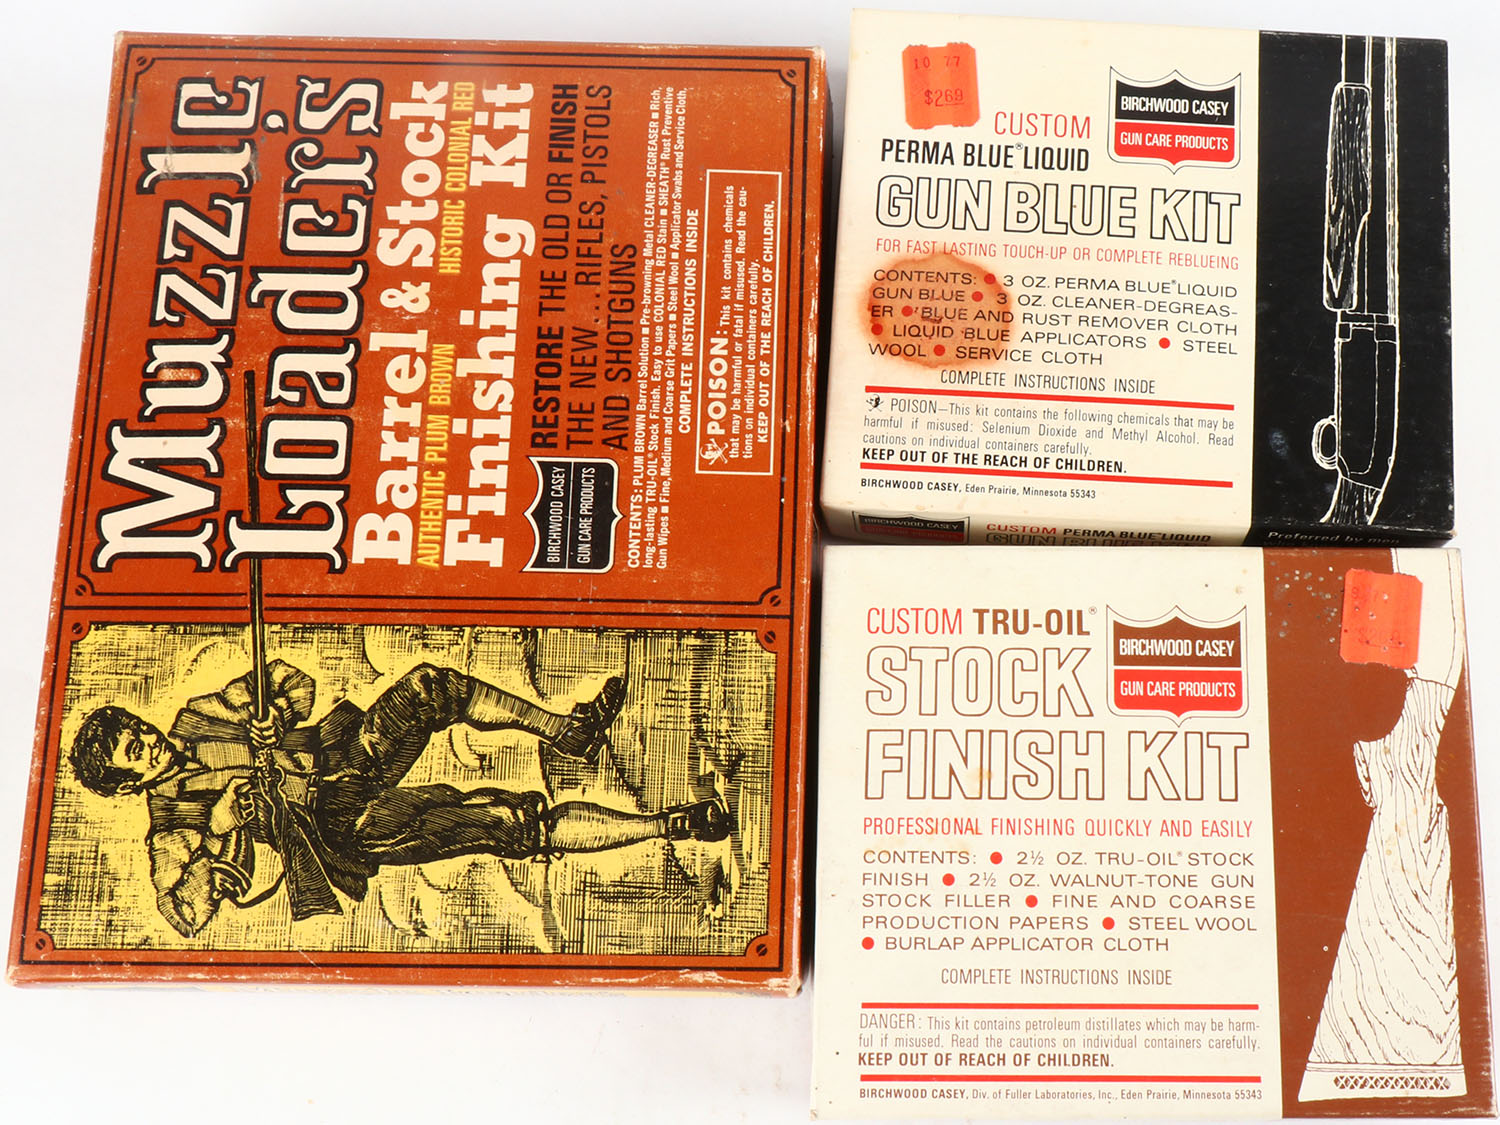 Muzzle
Loader's
Barrel & Stock
AUTHENTIC PLUM BROWN HISTORIC COLONIAL RED
Finishing Kit
RESTORE THE OLD OR FINISH
THE NEW... RIFLES, PISTOLS
AND SHOTGUNS
BIRCHWOOD CASEY
GUN CARE PRODUCTS
CONTENTS: PLUM BROWN Barrel Solution ■ Pre-browning Metal CLEANER-DEGREASER ■ Rich,
long-lasting TRU-OIL® Stock Finish. Easy to use COLONIAL RED Stain ■ SHEATH® Rust Preventive
Gun Wipes ■ Fine, Medium and Coarse Grit Papers ■ Steel Wool ■ Applicator Swabs and Service Cloth.
COMPLETE INSTRUCTIONS INSIDE
POISON: This kit contains chemicals
that may be harmful or fatal if misused. Read the cau-
tions on individual containers carefully.
KEEP OUT OF THE REACH OF CHILDREN.
10 77
$2.69
CUSTOM
PERMA BLUE® LIQUID
GUN BLUE KIT
BIRCHWOOD CASEY
GUN CARE PRODUCTS
FOR FAST LASTING TOUCH-UP OR COMPLETE REBLUEING
CONTENTS: ● 3 OZ. PERMA BLUE® LIQUID
GUN BLUE ● 3 OZ. CLEANER-DEGREAS-
ER ● BLUE AND RUST REMOVER CLOTH
● LIQUID BLUE APPLICATORS ● STEEL
WOOL ● SERVICE CLOTH
COMPLETE INSTRUCTIONS INSIDE
POISON—This kit contains the following chemicals that may be
harmful if misused: Selenium Dioxide and Methyl Alcohol. Read
cautions on individual containers carefully.
KEEP OUT OF THE REACH OF CHILDREN.
BIRCHWOOD CASEY, Eden Prairie, Minnesota 55343
BIRCHWOOD CASEY
CUSTOM PERMA BLUE® LIQUID
GUN BLUE KIT
Preferred by men
CUSTOM TRU-OIL®
STOCK
FINISH KIT
BIRCHWOOD CASEY
GUN CARE PRODUCTS
PROFESSIONAL FINISHING QUICKLY AND EASILY
CONTENTS: ● 2½ OZ. TRU-OIL® STOCK
FINISH ● 2½ OZ. WALNUT-TONE GUN
STOCK FILLER ● FINE AND COARSE
PRODUCTION PAPERS ● STEEL WOOL
● BURLAP APPLICATOR CLOTH
COMPLETE INSTRUCTIONS INSIDE
DANGER: This kit contains petroleum distillates which may be harm-
ful if misused. Read the cautions on individual containers carefully.
KEEP OUT OF REACH OF CHILDREN.
BIRCHWOOD CASEY, Div. of Fuller Laboratories, Inc., Eden Prairie, Minnesota 55343